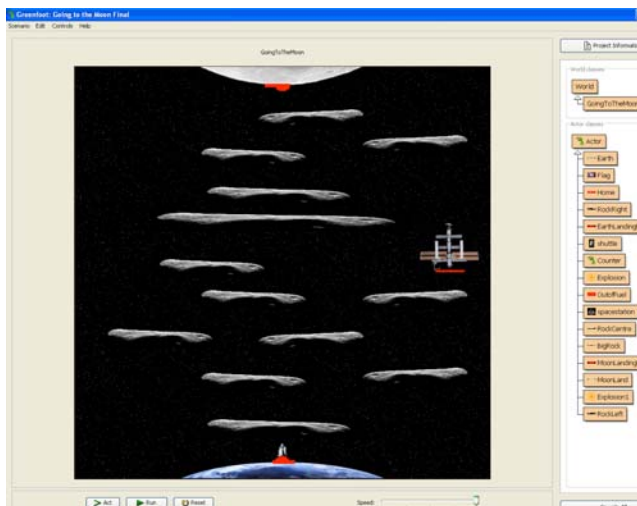 Greenfoot: Going to the Moon Final
Scenario Edit Controls Help
GoingToTheMoon
Project Informati
World classes
World
GoingToTheMoon
Actor classes
Actor
Earth
Flag
Home
RockRight
EarthLanding
shuttle
Counter
Explosion
OutofFuel
spacestation
RockCentre
BigRock
MoonLanding
MoonLand
Explosion1
RockLeft
Act Run Reset Speed: